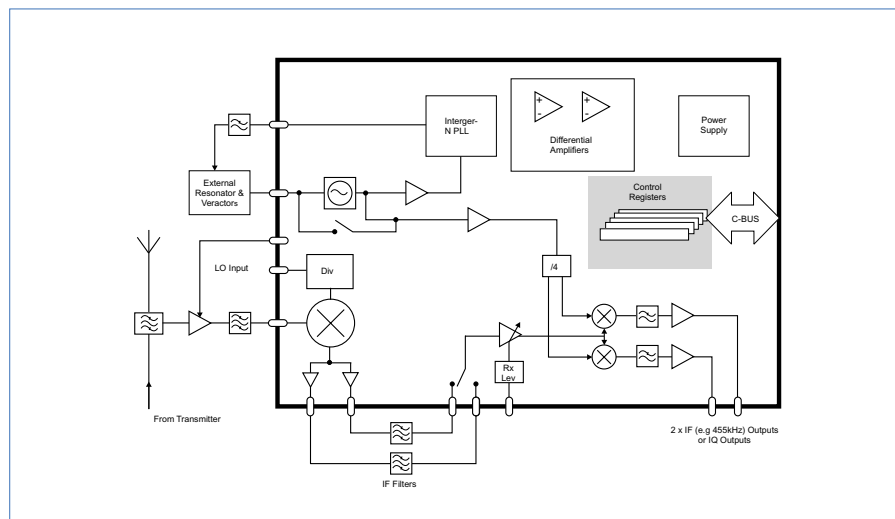 Interger-
N PLL
+
-
+
-
Differential
Amplifiers
Power
Supply
External
Resonator &
Veractors
Control
Registers
C-BUS
LO Input
Div
/4
Rx
Lev
From Transmitter
2 x IF (e.g 455kHz) Outputs
or IQ Outputs
IF Filters